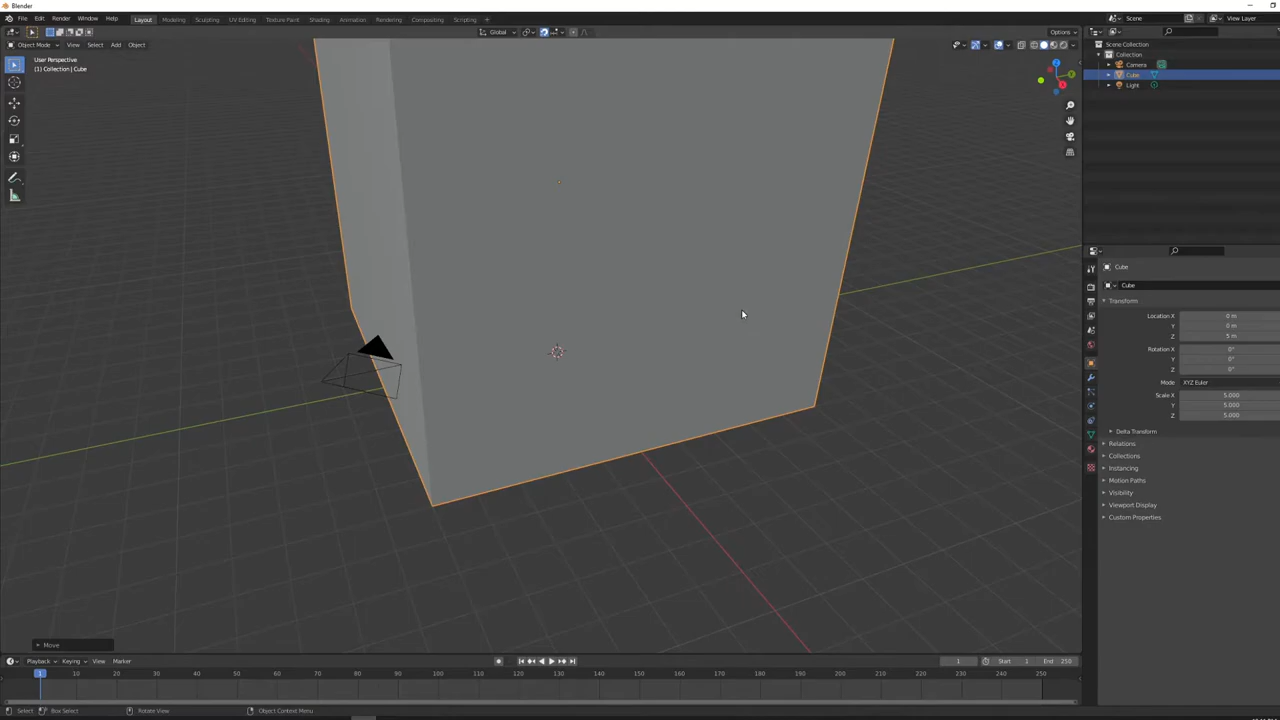 Blender
File Edit Render Window Help Layout Modeling Sculpting UV Editing Texture Paint Shading Animation Rendering Compositing Scripting + Scene View Layer
Global Options
Object Mode View Select Add Object
User Perspective
(1) Collection | Cube
Scene Collection
Collection
Camera
Cube
Light
Cube
Cube
Transform
Location X 0 m
Y 0 m
Z 5 m
Rotation X 0°
Y 0°
Z 0°
Mode XYZ Euler
Scale X 5.000
Y 5.000
Z 5.000
Delta Transform
Relations
Collections
Instancing
Motion Paths
Visibility
Viewport Display
Custom Properties
Move
Playback Keying View Marker 1 Start 1 End 250
1 10 20 30 40 50 60 70 80 90 100 110 120 130 140 150 160 170 180 190 200 210 220 230 240 250
Select Box Select Rotate View Object Context Menu